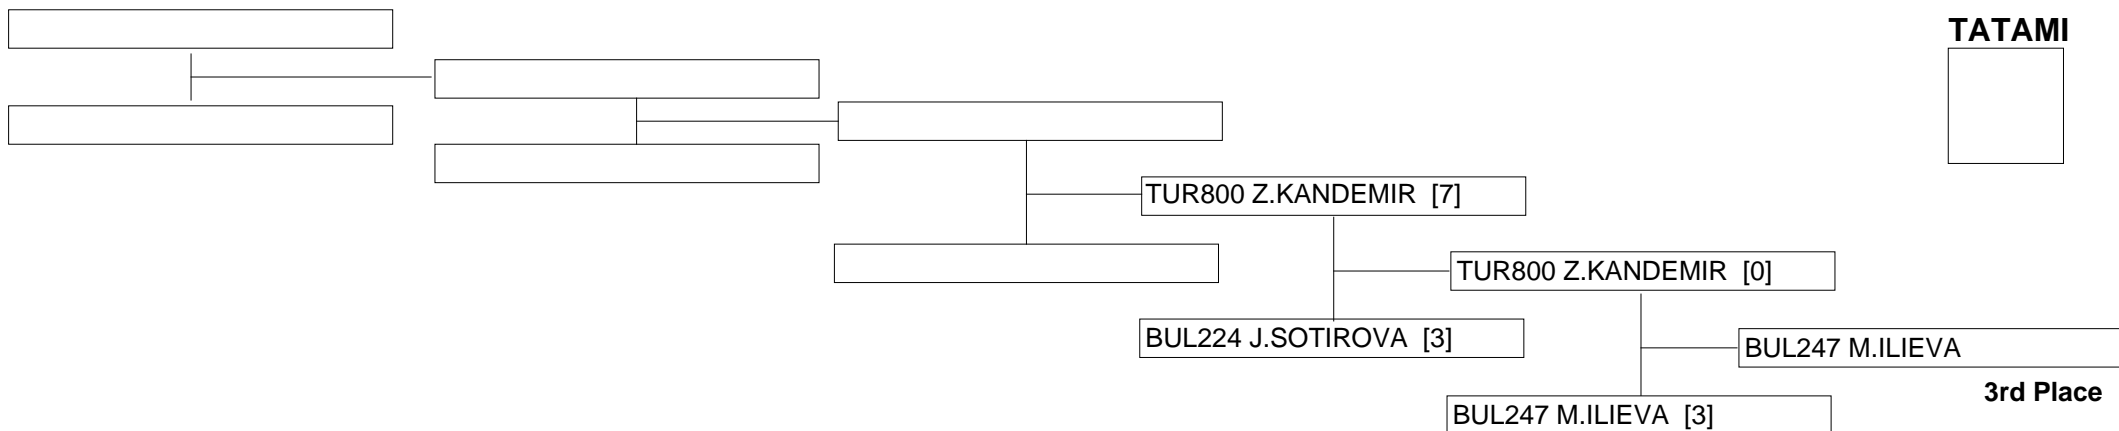 TATAMI
TUR800 Z.KANDEMIR [7]
TUR800 Z.KANDEMIR [0]
BUL224 J.SOTIROVA [3]
BUL247 M.ILIEVA
3rd Place
BUL247 M.ILIEVA [3]